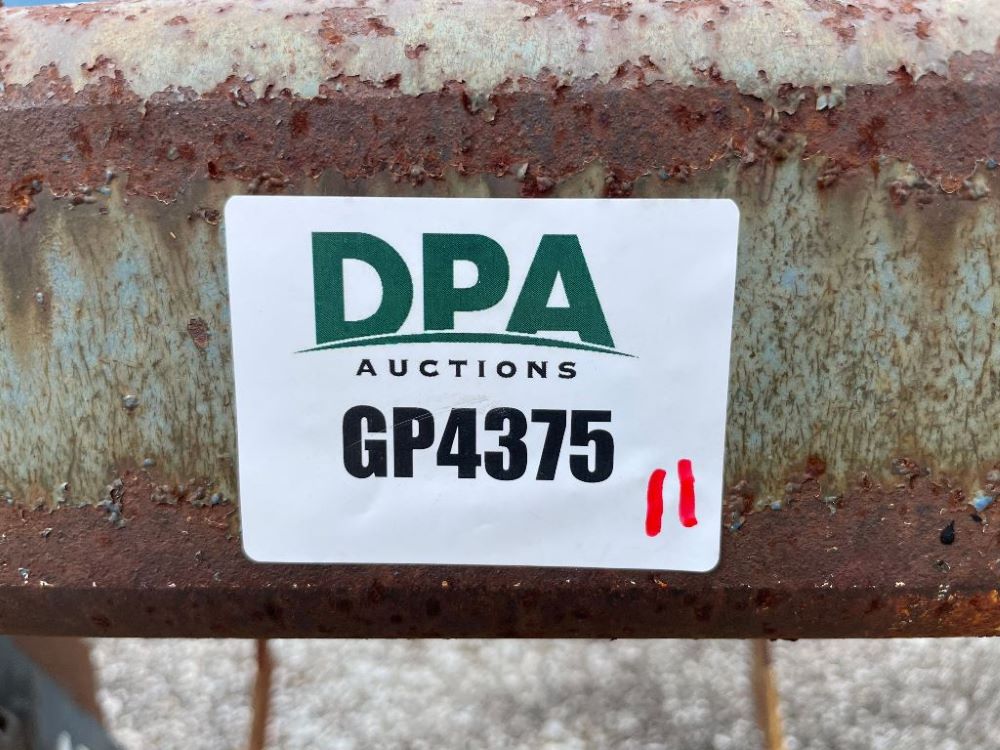 DPA
AUCTIONS
GP4375
11